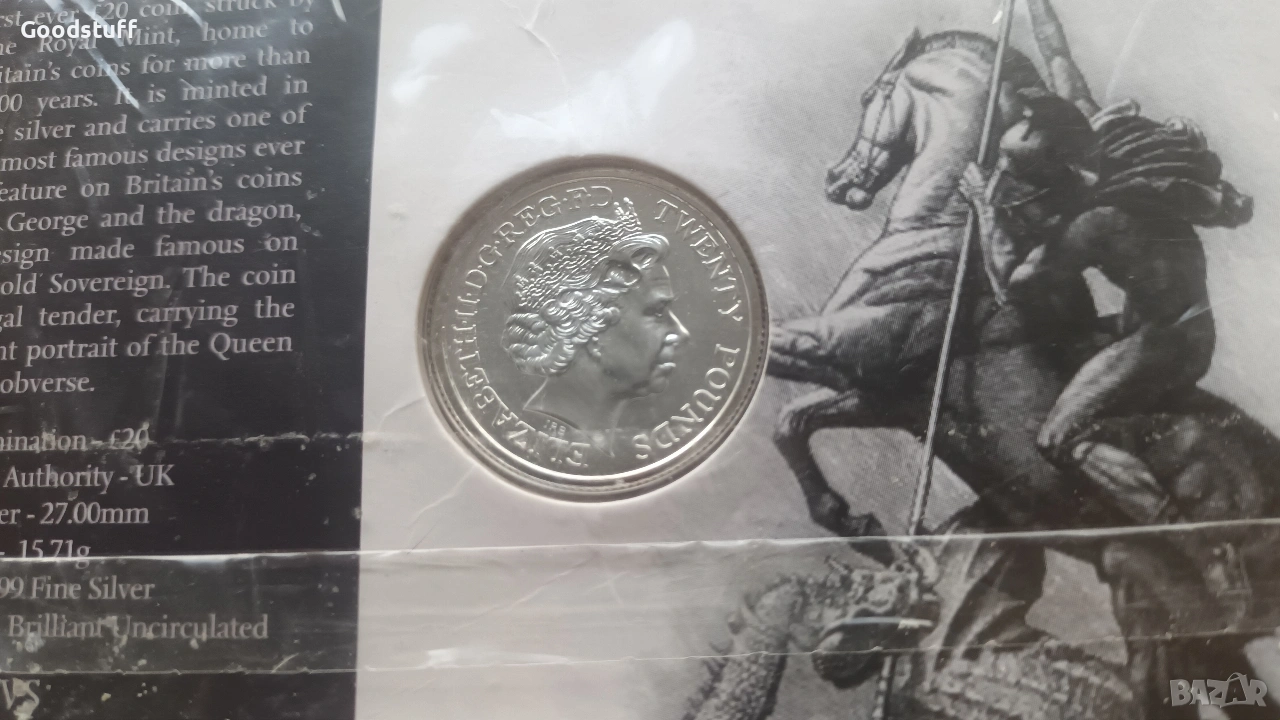 Goodstuff
rst ever £20 coin struck by
he Royal Mint, home to
itain's coins for more than
00 years. It is minted in
e silver and carries one of
most famous designs ever
feature on Britain's coins
George and the dragon,
esign made famous on
old Sovereign. The coin
gal tender, carrying the
nt portrait of the Queen
obverse.
mination - £20
Authority - UK
er - 27.00mm
- 15.71g
99 Fine Silver
Brilliant Uncirculated
WS
ELIZABETH II·D·G·REG·F·D
TWENTY POUNDS
IRB
BAZAR